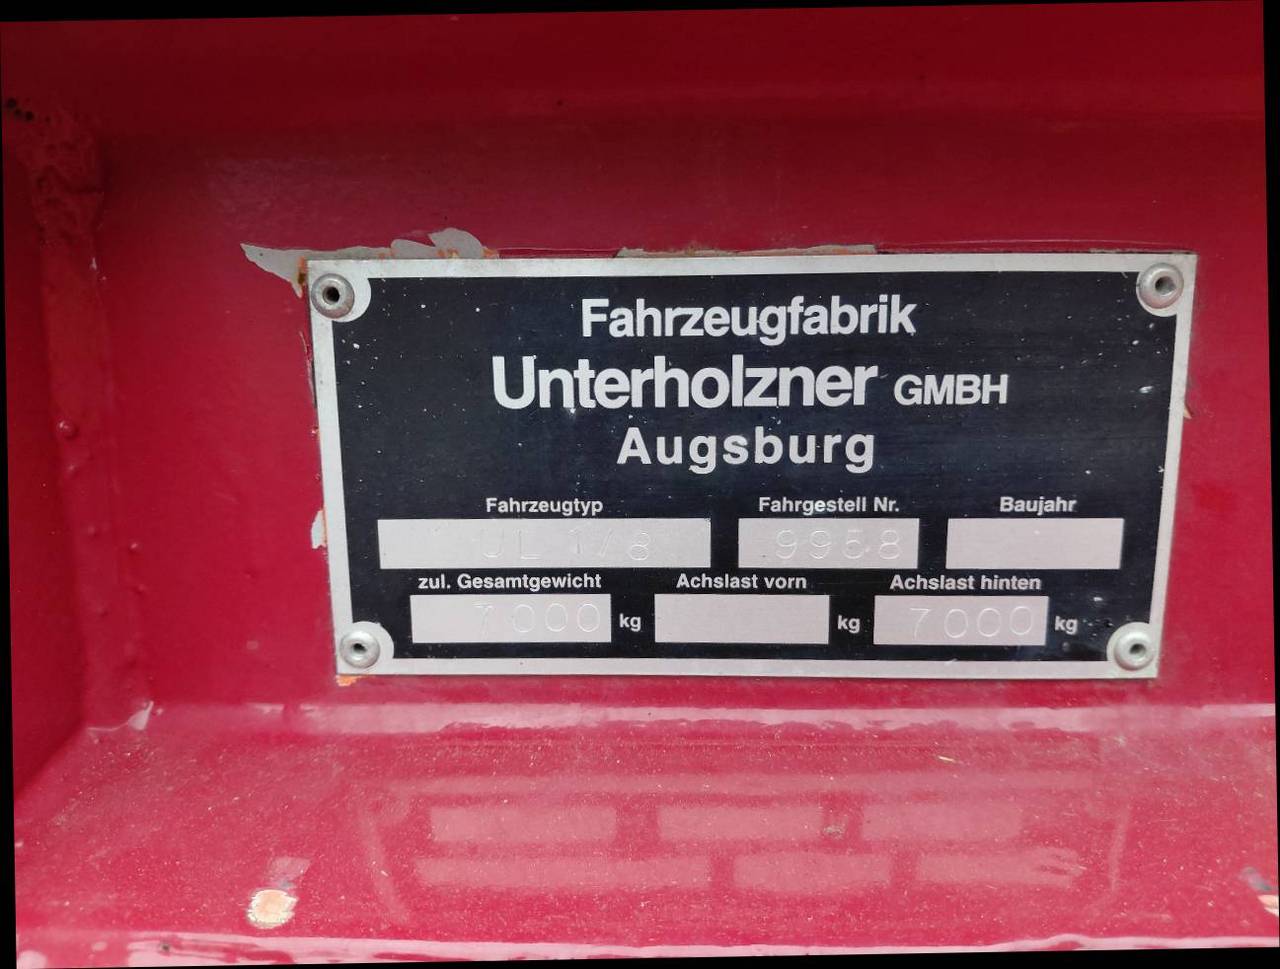 Fahrzeugfabrik
Unterholzner GMBH
Augsburg
Fahrzeugtyp Fahrgestell Nr. Baujahr
UL 1/8 9958
zul. Gesamtgewicht Achslast vorn Achslast hinten
7000 kg kg 7000 kg